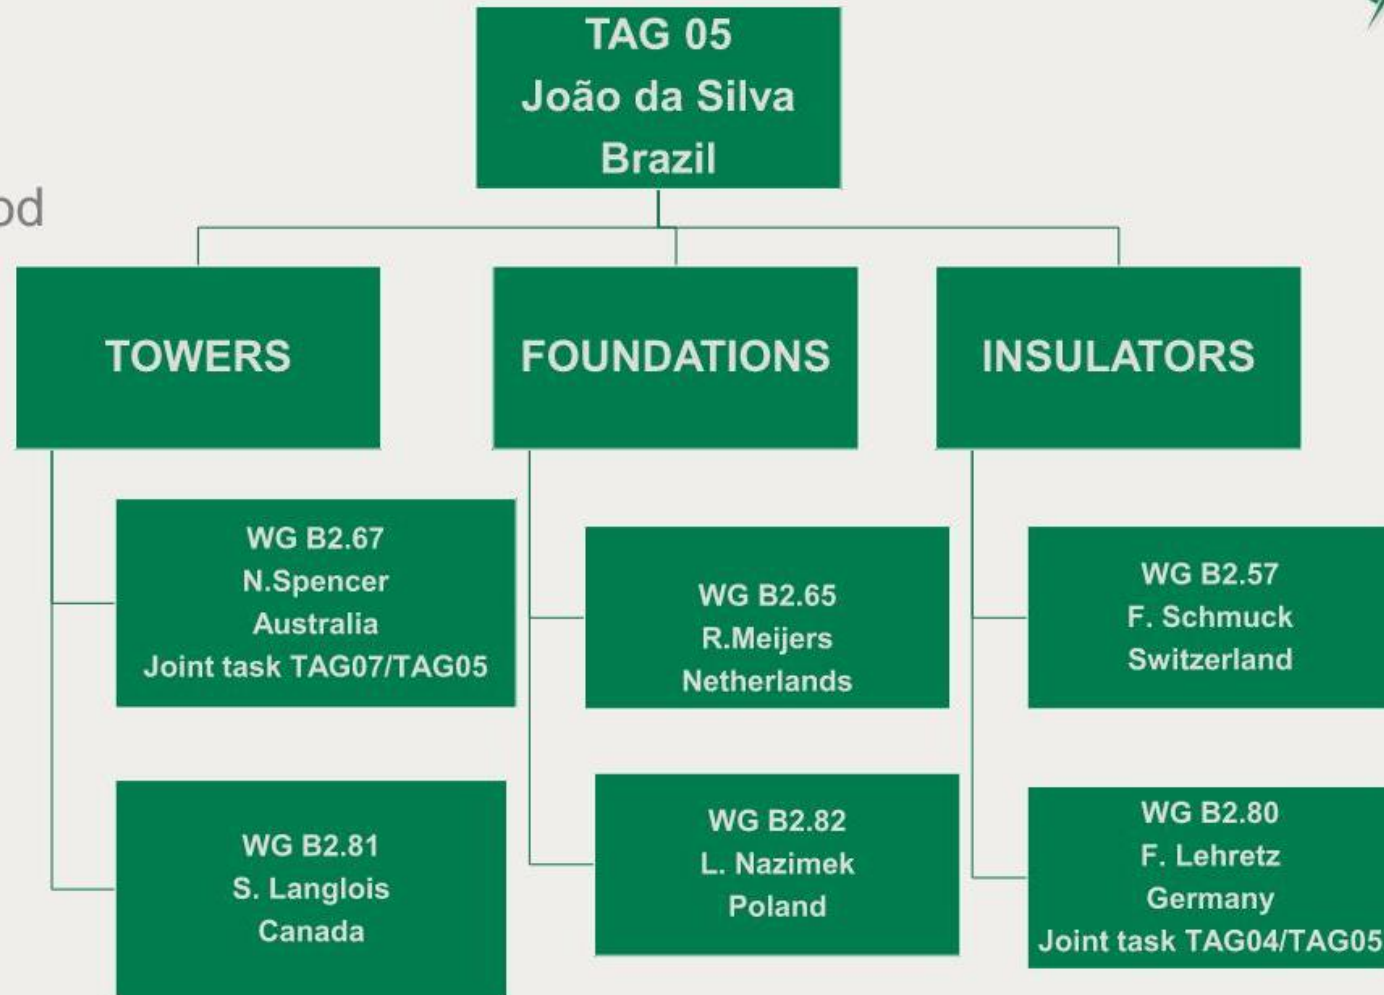 TAG 05
João da Silva
Brazil
od
TOWERS
FOUNDATIONS
INSULATORS
WG B2.67
N.Spencer
Australia
Joint task TAG07/TAG05
WG B2.81
S. Langlois
Canada
WG B2.65
R.Meijers
Netherlands
WG B2.82
L. Nazimek
Poland
WG B2.57
F. Schmuck
Switzerland
WG B2.80
F. Lehretz
Germany
Joint task TAG04/TAG05